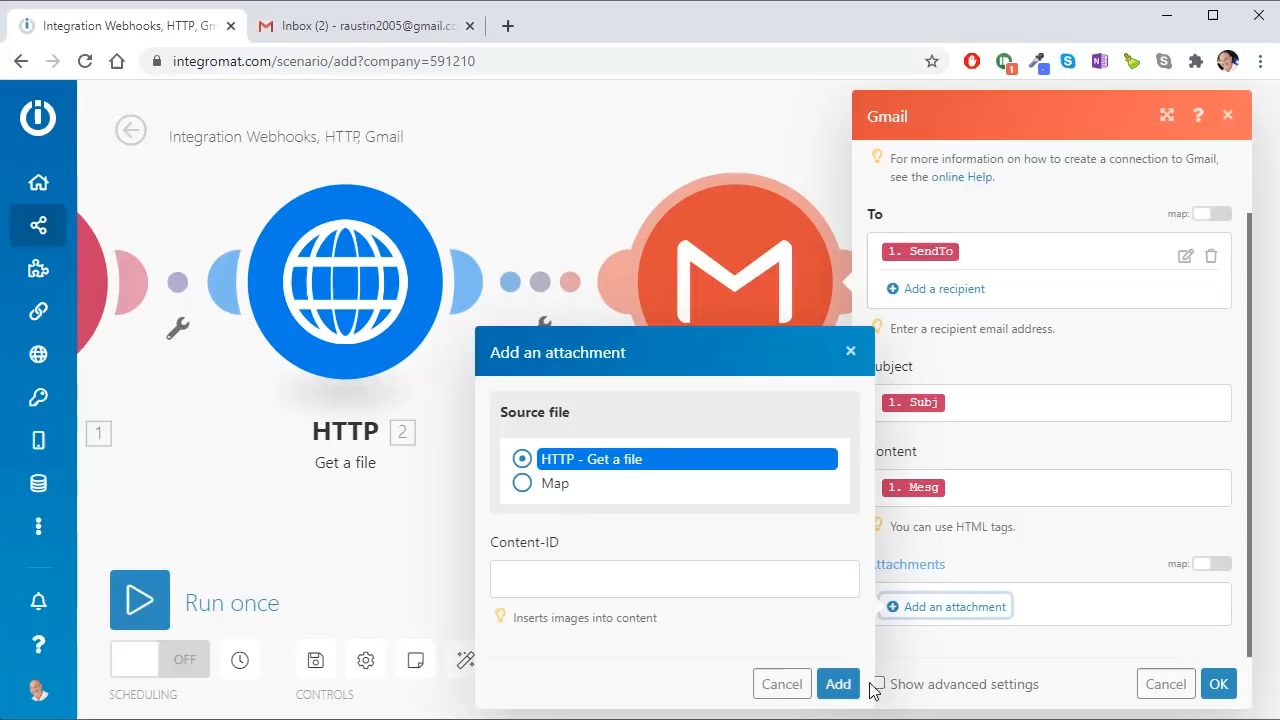 Integration Webhooks, HTTP, Gm
Inbox (2) - raustin2005@gmail.co
integromat.com/scenario/add?company=591210
1
-
Integration Webhooks, HTTP, Gmail
Gmail
?
For more information on how to create a connection to Gmail,
see the online Help.
To
map:
1. SendTo
Add a recipient
Enter a recipient email address.
ubject
1. Subj
ontent
1. Mesg
You can use HTML tags.
ttachments
map:
Add an attachment
Show advanced settings
Cancel
OK
1
HTTP 2
Get a file
Add an attachment
Source file
HTTP - Get a file
Map
Content-ID
Inserts images into content
Cancel
Add
Run once
OFF
SCHEDULING
CONTROLS
?